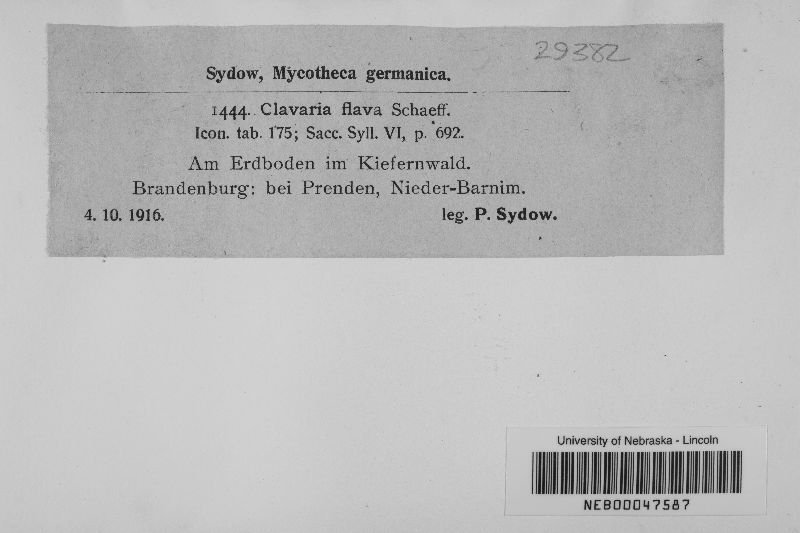 29382
Sydow, Mycotheca germanica.
1444. Clavaria flava Schaeff.
Icon. tab. 175; Sacc. Syll. VI, p. 692.
Am Erdboden im Kiefernwald.
Brandenburg: bei Prenden, Nieder-Barnim.
4. 10. 1916. leg. P. Sydow.
University of Nebraska - Lincoln
NEB00047587